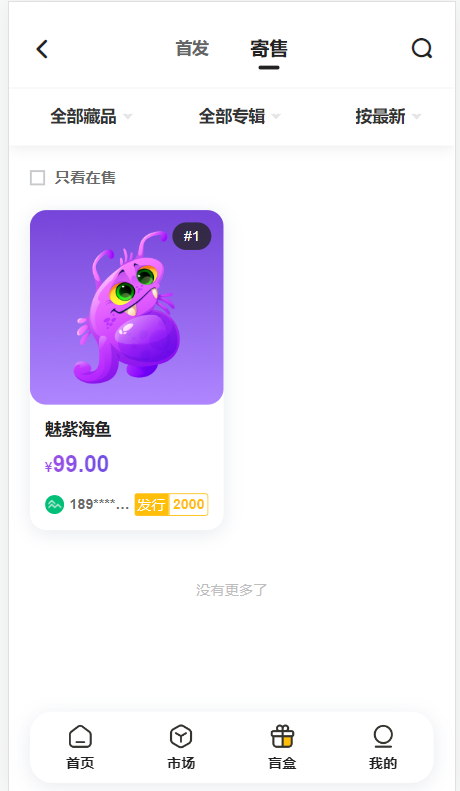 首发 寄售
全部藏品 全部专辑 按最新
只看在售
#1
魅紫海鱼
¥99.00
189****... 发行 2000
没有更多了
首页 市场 盲盒 我的